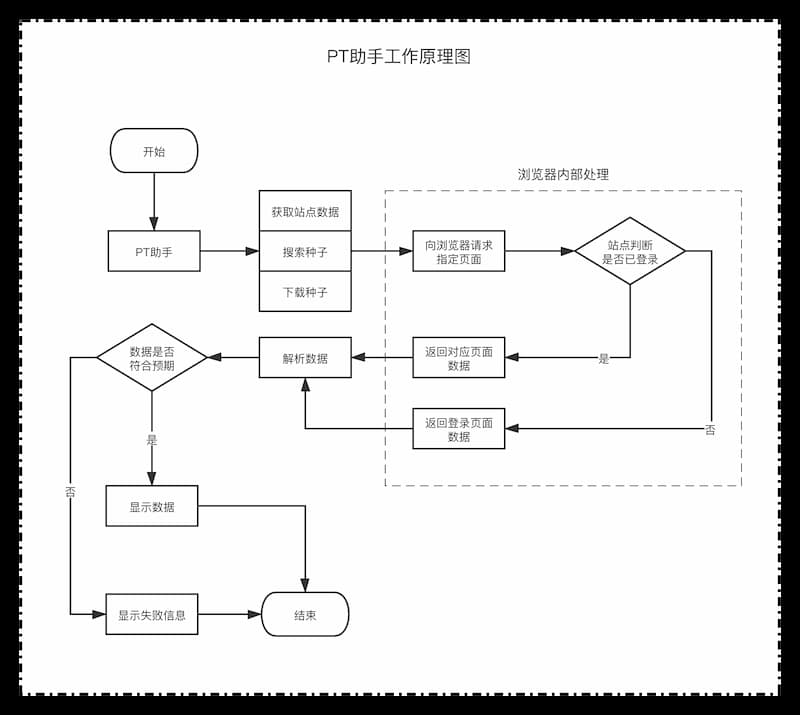 PT助手工作原理图
开始
浏览器内部处理
获取站点数据
PT助手
搜索种子
向浏览器请求
指定页面
站点判断
是否已登录
下载种子
数据是否
符合预期
解析数据
返回对应页面
数据
是
返回登录页面
数据
否
是
否
显示数据
显示失败信息
结束